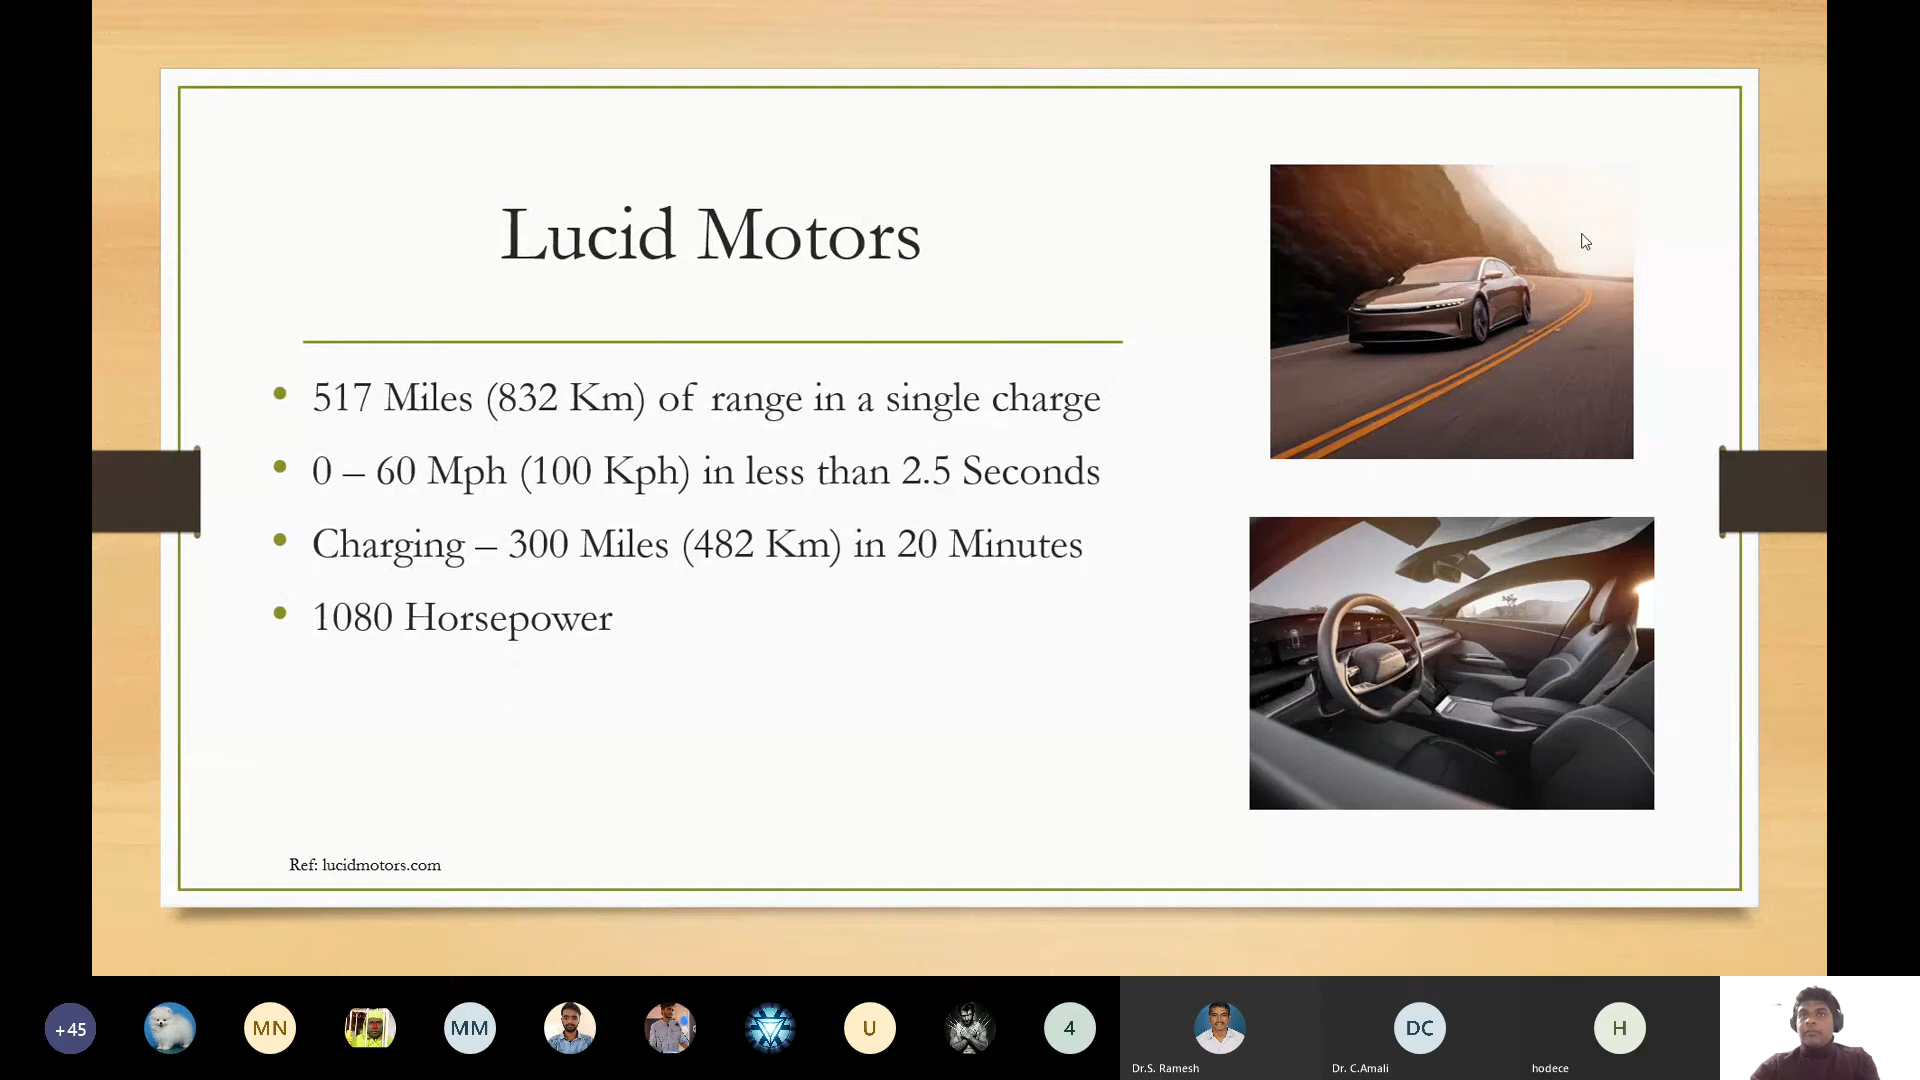 Lucid Motors
517 Miles (832 Km) of range in a single charge
0 – 60 Mph (100 Kph) in less than 2.5 Seconds
Charging – 300 Miles (482 Km) in 20 Minutes
1080 Horsepower
Ref: lucidmotors.com
+45
MN
MM
U
4
DC
H
Dr.S. Ramesh
Dr. C.Amali
hodece